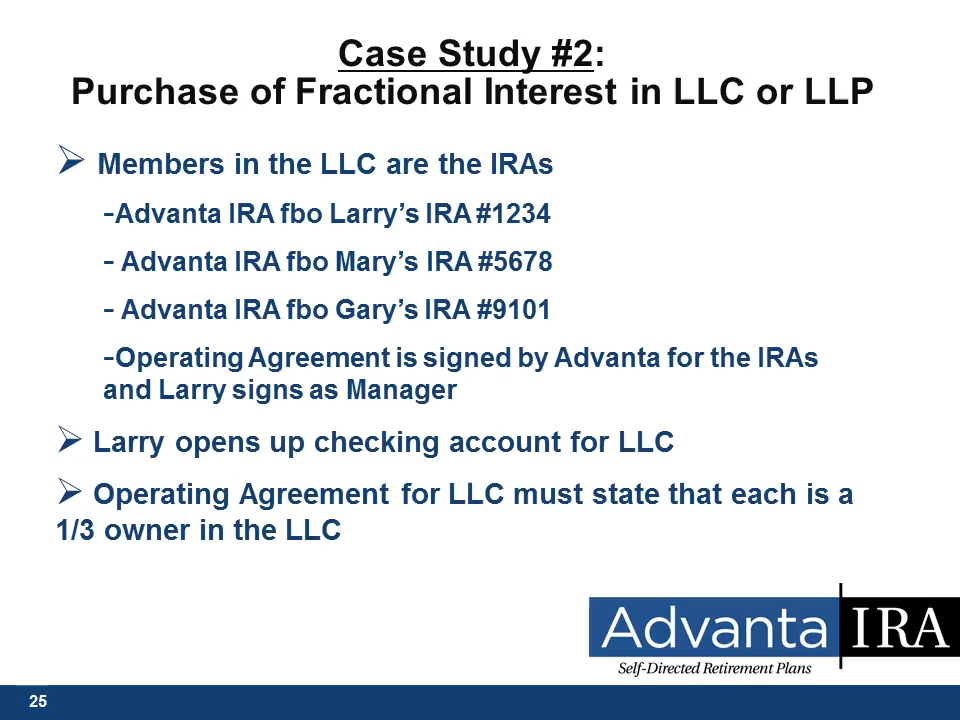 Case Study #2:
Purchase of Fractional Interest in LLC or LLP
➢ Members in the LLC are the IRAs
-Advanta IRA fbo Larry’s IRA #1234
- Advanta IRA fbo Mary’s IRA #5678
- Advanta IRA fbo Gary’s IRA #9101
-Operating Agreement is signed by Advanta for the IRAs
and Larry signs as Manager
➢ Larry opens up checking account for LLC
➢ Operating Agreement for LLC must state that each is a
1/3 owner in the LLC
Advanta IRA
Self-Directed Retirement Plans
25